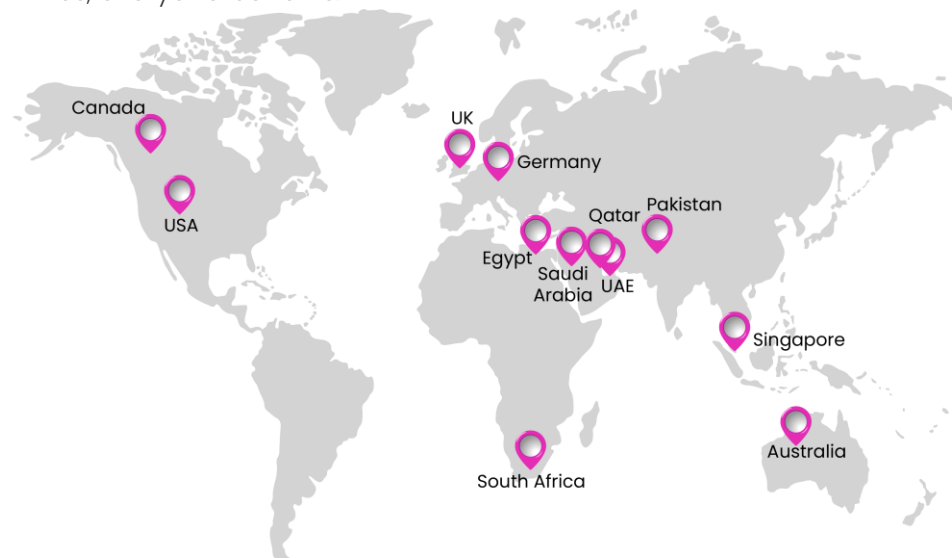 Canada
UK
Germany
USA
Qatar
Pakistan
Egypt
Saudi
Arabia
UAE
Singapore
Australia
South Africa